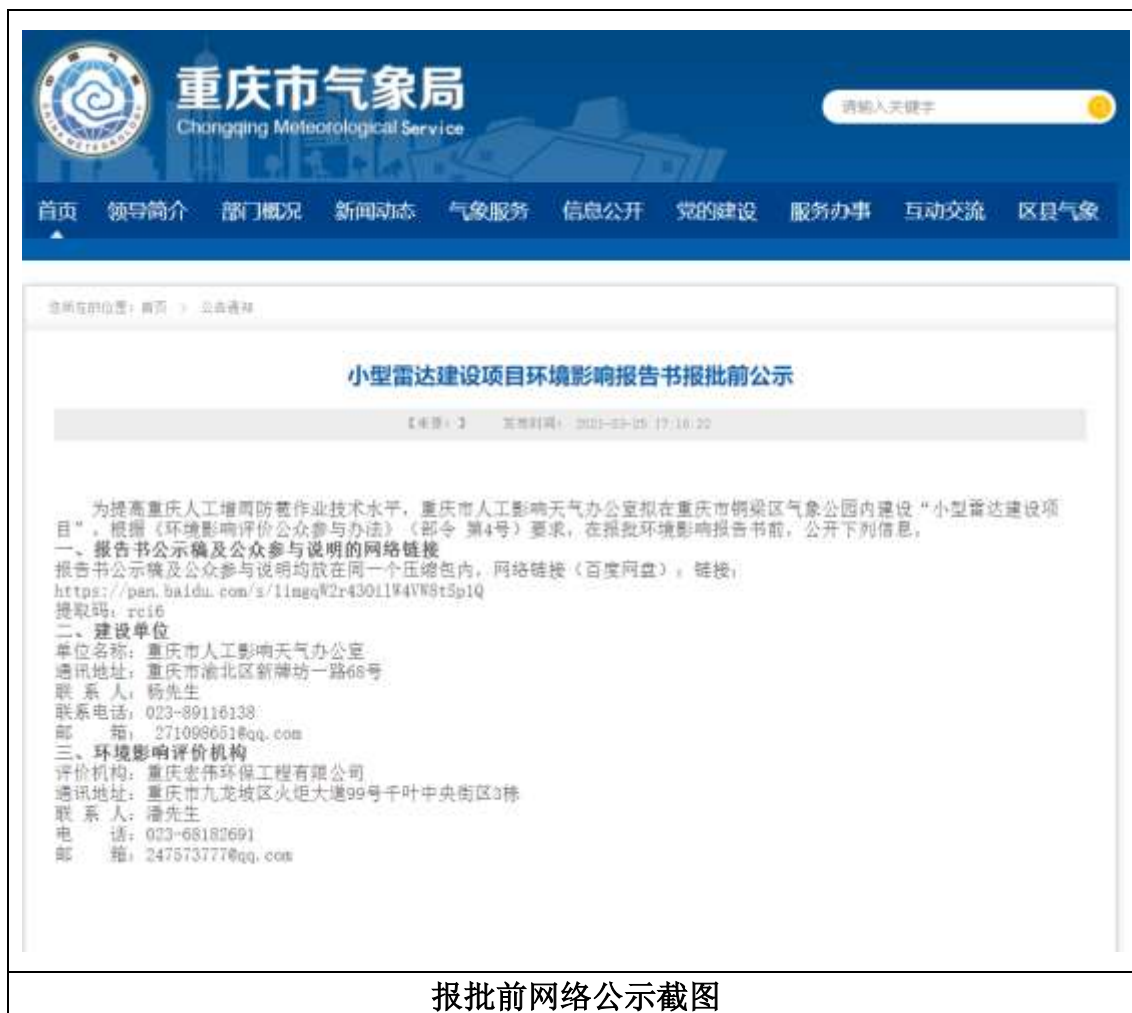 重庆市气象局
Chongqing Meteorological Service
请输入关键字
首页 领导简介 部门概况 新闻动态 气象服务 信息公开 党的建设 服务办事 互动交流 区县气象
您所在的位置：首页 > 公告通知
小型雷达建设项目环境影响报告书报批前公示
【来源：】 发布时间：
为提高重庆人工增雨防雹作业技术水平，重庆市人工影响天气办公室拟在重庆市铜梁区气象公园内建设“小型雷达建设项
目”，根据《环境影响评价公众参与办法》（部令 第4号）要求，在报批环境影响报告书前，公开下列信息。
一、报告书公示稿及公众参与说明的网络链接
报告书公示稿及公众参与说明均放在同一个压缩包内，网络链接（百度网盘）：链接：
提取码：rci6
二、建设单位
单位名称：重庆市人工影响天气办公室
通讯地址：重庆市渝北区新牌坊一路68号
联 系 人：杨先生
联系电话：023-89116138
邮 箱： 271098651@qq.com
三、环境影响评价机构
评价机构：重庆宏伟环保工程有限公司
通讯地址：重庆市九龙坡区火炬大道99号千叶中央街区3栋
联 系 人：潘先生
电 话：023-68182691
邮 箱：247573777@qq.com
报批前网络公示截图